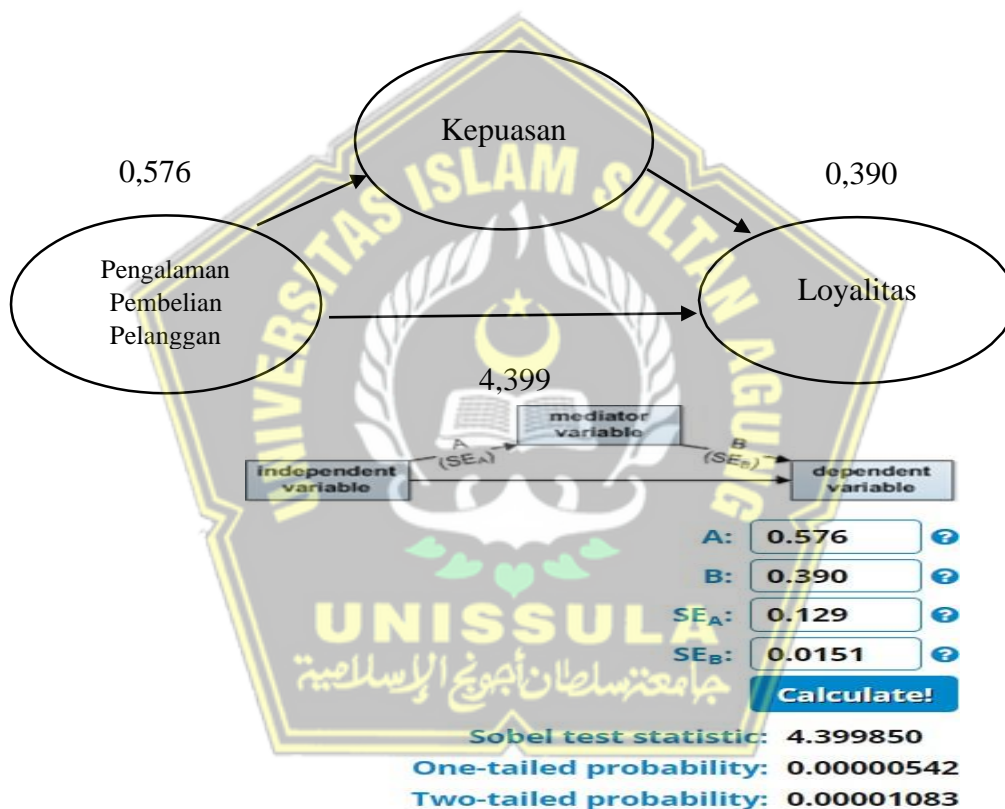 Kepuasan
0,576
0,390
Pengalaman
Pembelian
Pelanggan
Loyalitas
4,399
UNIVERSITAS ISLAM SULTAN AGUNG
mediator
variable
A
(SEA)
B
(SEB)
independent
variable
dependent
variable
A: 0.576 ?
B: 0.390 ?
SEA: 0.129 ?
SEB: 0.0151 ?
Calculate!
UNISSULA
جامعتنسلطان أجونج الإسلامية
Sobel test statistic: 4.399850
One-tailed probability: 0.00000542
Two-tailed probability: 0.00001083